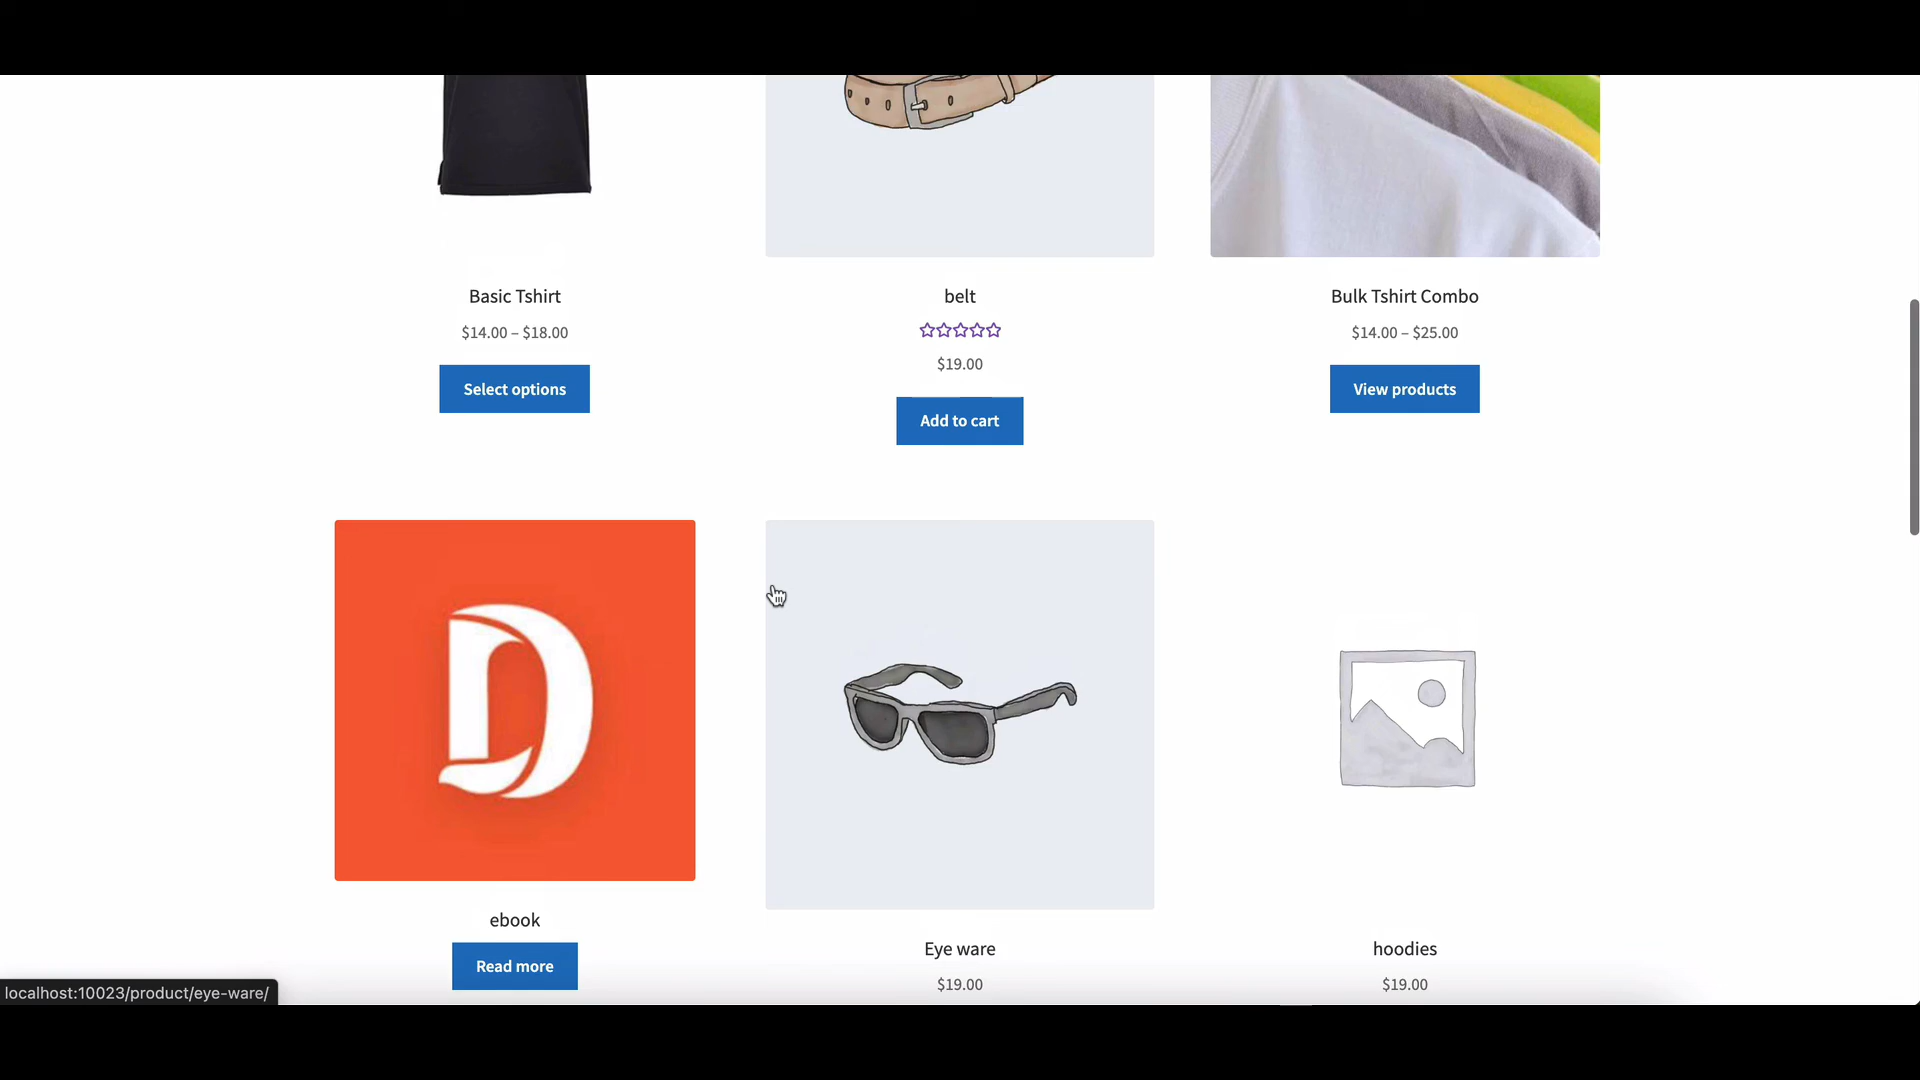 Basic Tshirt
$14.00 – $18.00
Select options
belt
$19.00
Add to cart
Bulk Tshirt Combo
$14.00 – $25.00
View products
ebook
Read more
Eye ware
$19.00
hoodies
$19.00
localhost:10023/product/eye-ware/